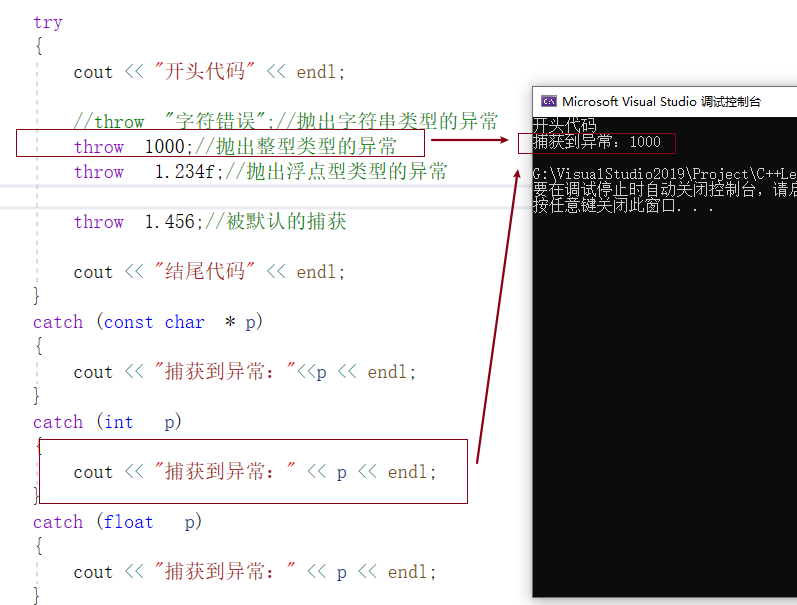 try
{
cout << "开头代码" << endl;
//throw "字符错误";//抛出字符串类型的异常
throw 1000;//抛出整型类型的异常
throw 1.234f;//抛出浮点型类型的异常
throw 1.456;//被默认的捕获
cout << "结尾代码" << endl;
}
catch (const char * p)
{
cout << "捕获到异常："<<p << endl;
}
catch (int p)
{
cout << "捕获到异常：" << p << endl;
}
catch (float p)
{
cout << "捕获到异常：" << p << endl;
}
Microsoft Visual Studio 调试控制台
开头代码
捕获到异常：1000
G:\VisualStudio2019\Project\C++Le
要在调试停止时自动关闭控制台，请启
按任意键关闭此窗口. . .